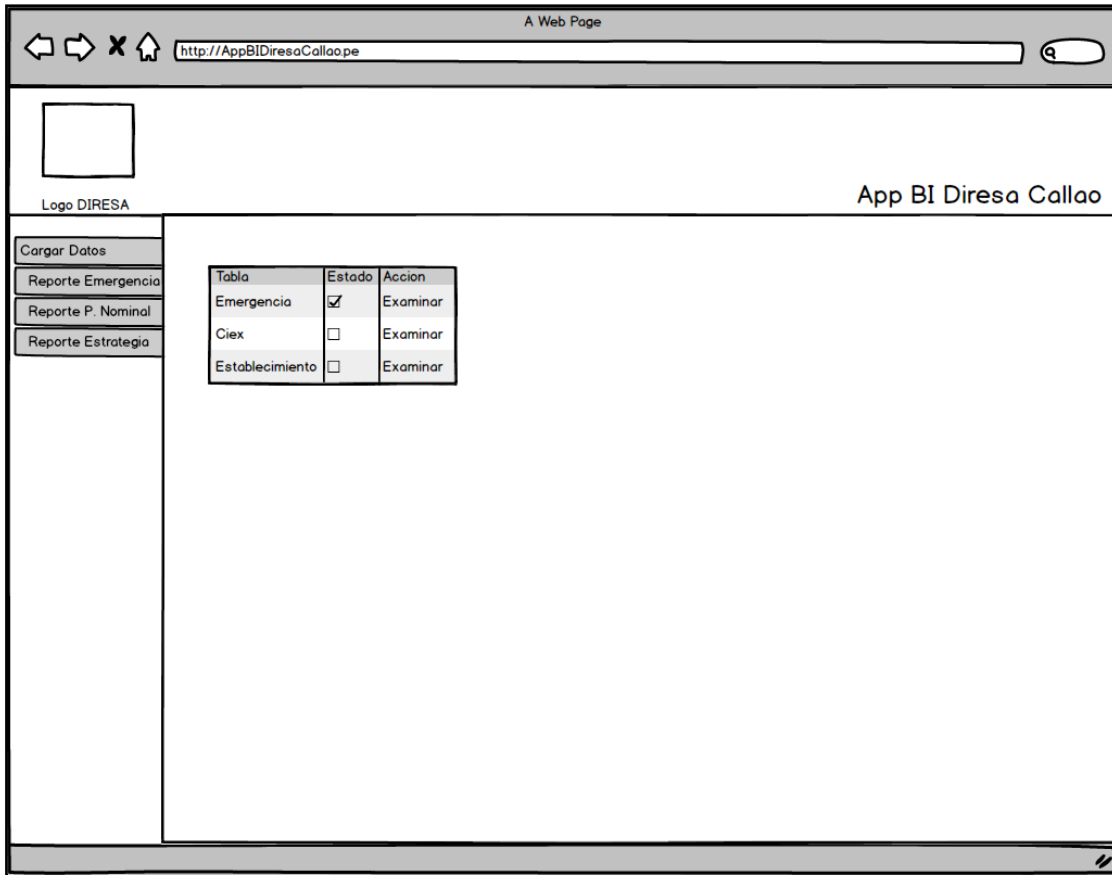 A Web Page
http://AppBIDiresaCallao.pe
Logo DIRESA
App BI Diresa Callao
Cargar Datos
Reporte Emergencia
Reporte P. Nominal
Reporte Estrategia
Tabla Estado Accion
Emergencia Examinar
Ciex Examinar
Establecimiento Examinar